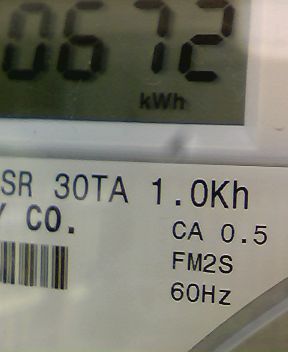 0672
kWh
SR 30TA 1.0Kh
Y CO.
CA 0.5
FM2S
60Hz